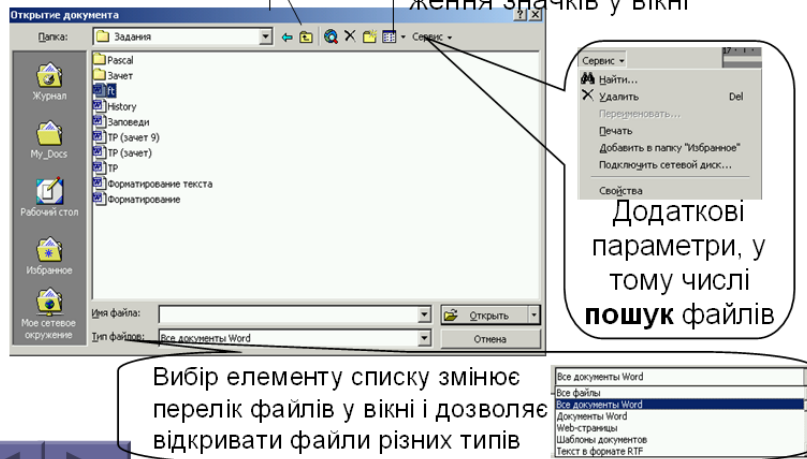 ження значків у вікні
Открытие документа
Папка: Задания
Сервис
Pascal
Зачет
ft
History
Заповеди
ТР (зачет 9)
ТР (зачет)
ТР
Форматирование текста
Форматирование
Журнал
My_Docs
Рабочий стол
Избранное
Мое сетевое
окружение
Имя файла:
Открыть
Тип файлов: Все документы Word
Отмена
Сервис
Найти...
Удалить Del
Переименовать...
Печать
Добавить в папку "Избранное"
Подключить сетевой диск...
Свойства
Додаткові
параметри, у
тому числі
пошук файлів
Вибір елементу списку змінює
перелік файлів у вікні і дозволяє
відкривати файли різних типів
Все документы Word
Все файлы
Все документы Word
Документы Word
Web-страницы
Шаблоны документов
Текст в формате RTF